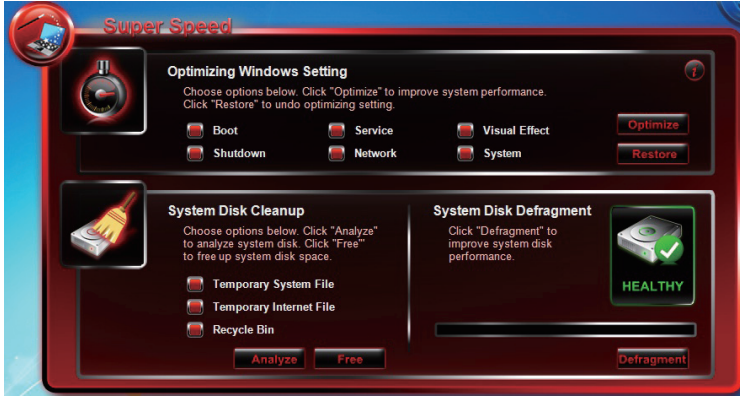 Super Speed
Optimizing Windows Setting
Choose options below. Click "Optimize" to improve system performance.
Click "Restore" to undo optimizing setting.
Boot
Service
Visual Effect
Optimize
Shutdown
Network
System
Restore
System Disk Cleanup
Choose options below. Click "Analyze"
to analyze system disk. Click "Free'"
to free up system disk space.
Temporary System File
Temporary Internet File
Recycle Bin
Analyze
Free
System Disk Defragment
Click "Defragment" to
improve system disk
performance.
HEALTHY
Defragment